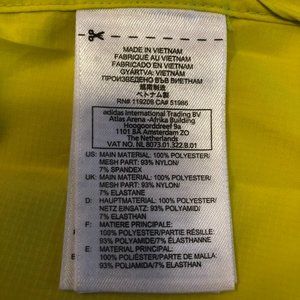 MADE IN VIETNAM
FABRIQUÉ AU VIETNAM
FABRICADO EN VIETNAM
GYÁRTVA: VIETNÁM
ПРОИЗВЕДЕНО ВЪВ ВИЕТНАМ
越南製
ベトナム製
RN# 119208 CA# 51986
adidas International Trading BV
Atlas Arena -Afrika Building
Hoogoorddreef 9a
1101 BA Amsterdam ZO
The Netherlands
VAT NO. NL 8073.01.322.B.01
US: MAIN MATERIAL: 100% POLYESTER/
MESH PART: 93% NYLON/
7% SPANDEX
UK: MAIN MATERIAL: 100% POLYESTER/
MESH PART: 93% NYLON/
7% ELASTANE
D: HAUPTMATERIAL: 100% POLYESTER/
NETZ EINSATZ: 93% POLYAMID/
7% ELASTHAN
F: MATIERE PRINCIPALE:
100% POLYESTER/PARTIE RÉSILLE:
93% POLYAMIDE/7% ÉLASTHANNE
E: MATERIAL PRINCIPAL:
100% POLIÉSTER/PARTE DE MALLA:
93% POLIAMIDA/7% ELASTANO